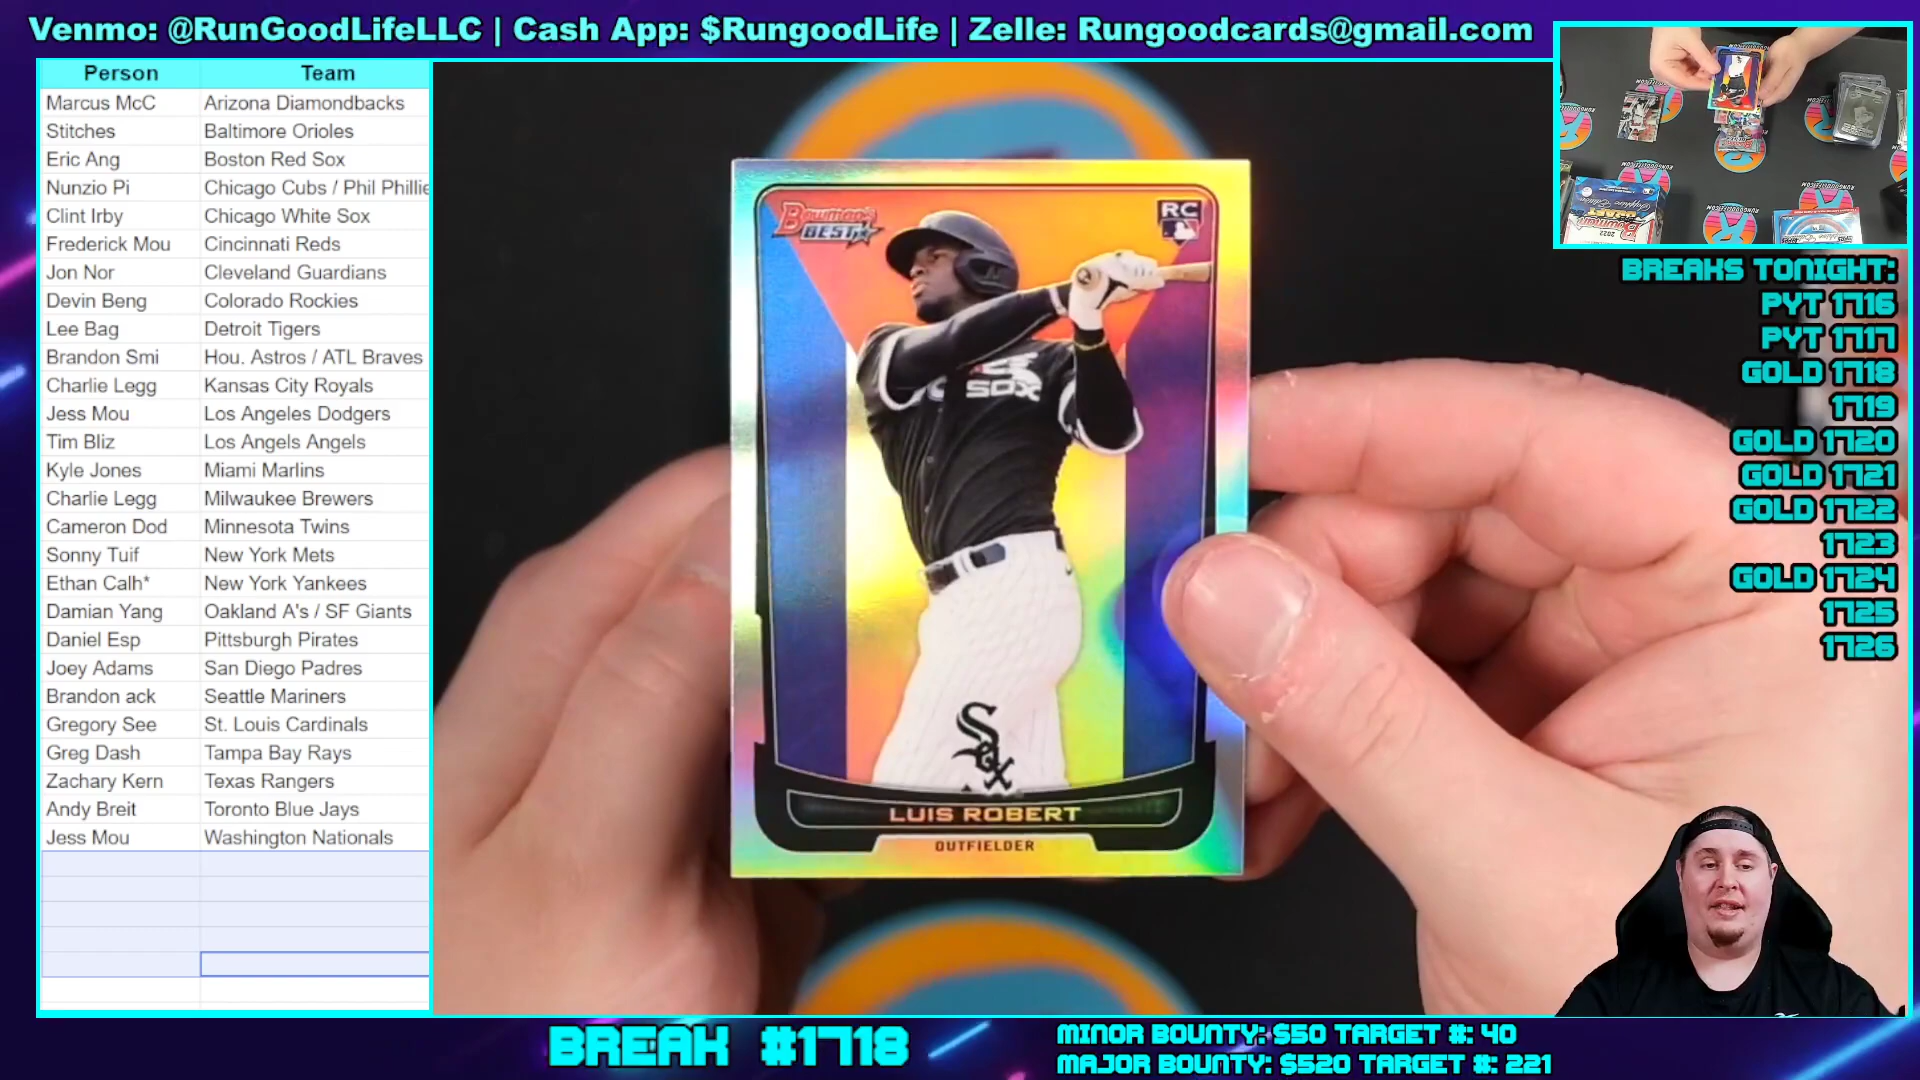 Venmo: @RunGoodLifeLLC | Cash App: $RungoodLife | Zelle: Rungoodcards@gmail.com
Person Team
Marcus McC Arizona Diamondbacks
Stitches Baltimore Orioles
Eric Ang Boston Red Sox
Nunzio Pi Chicago Cubs / Phil Phillie
Clint Irby Chicago White Sox
Frederick Mou Cincinnati Reds
Jon Nor Cleveland Guardians
Devin Beng Colorado Rockies
Lee Bag Detroit Tigers
Brandon Smi Hou. Astros / ATL Braves
Charlie Legg Kansas City Royals
Jess Mou Los Angeles Dodgers
Tim Bliz Los Angels Angels
Kyle Jones Miami Marlins
Charlie Legg Milwaukee Brewers
Cameron Dod Minnesota Twins
Sonny Tuif New York Mets
Ethan Calh* New York Yankees
Damian Yang Oakland A's / SF Giants
Daniel Esp Pittsburgh Pirates
Joey Adams San Diego Padres
Brandon ack Seattle Mariners
Gregory See St. Louis Cardinals
Greg Dash Tampa Bay Rays
Zachary Kern Texas Rangers
Andy Breit Toronto Blue Jays
Jess Mou Washington Nationals
Bowman's
BEST
RC
SOX
Sox
LUIS ROBERT
OUTFIELDER
BREAKS TONIGHT:
PYT 1716
PYT 1717
GOLD 1718
1719
GOLD 1720
GOLD 1721
GOLD 1722
1723
GOLD 1724
1725
1726
BREAK #1718
MINOR BOUNTY: $50 TARGET #: 40
MAJOR BOUNTY: $520 TARGET #: 221